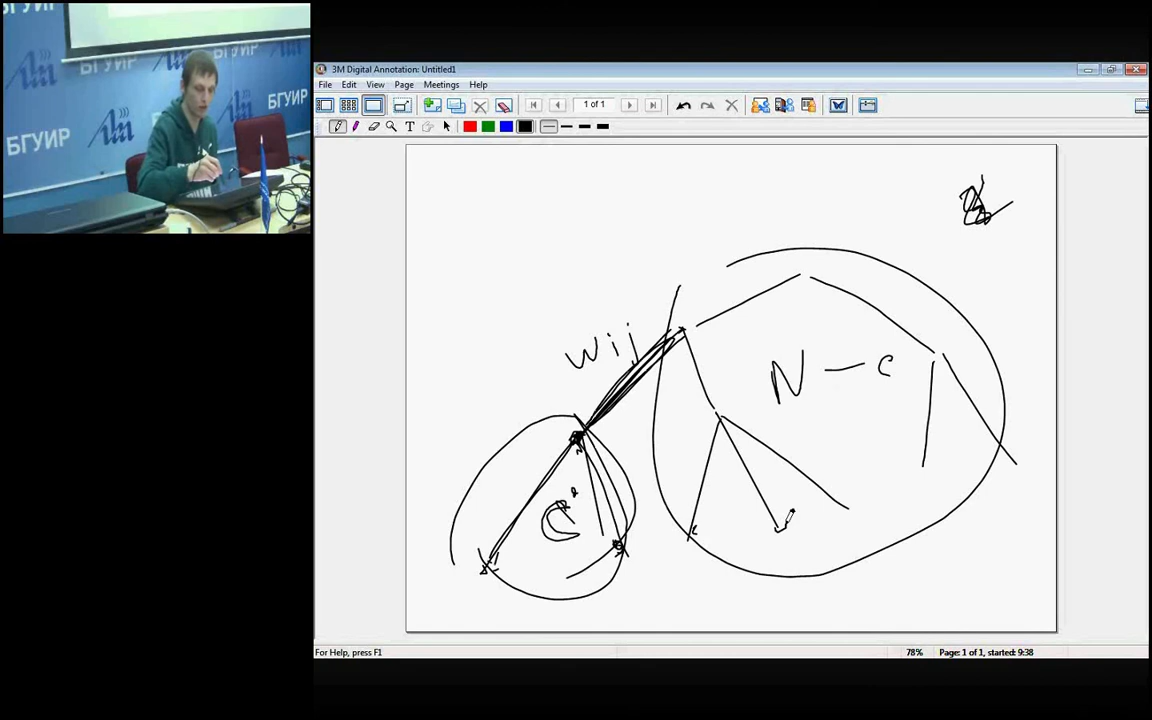 БГУИР
БГУИР
БГУИР
БГУИР
3M Digital Annotation: Untitled1
File Edit View Page Meetings Help
1 of 1
T
Wij
N-c
C
For Help, press F1
78%
Page: 1 of 1, started: 9:38